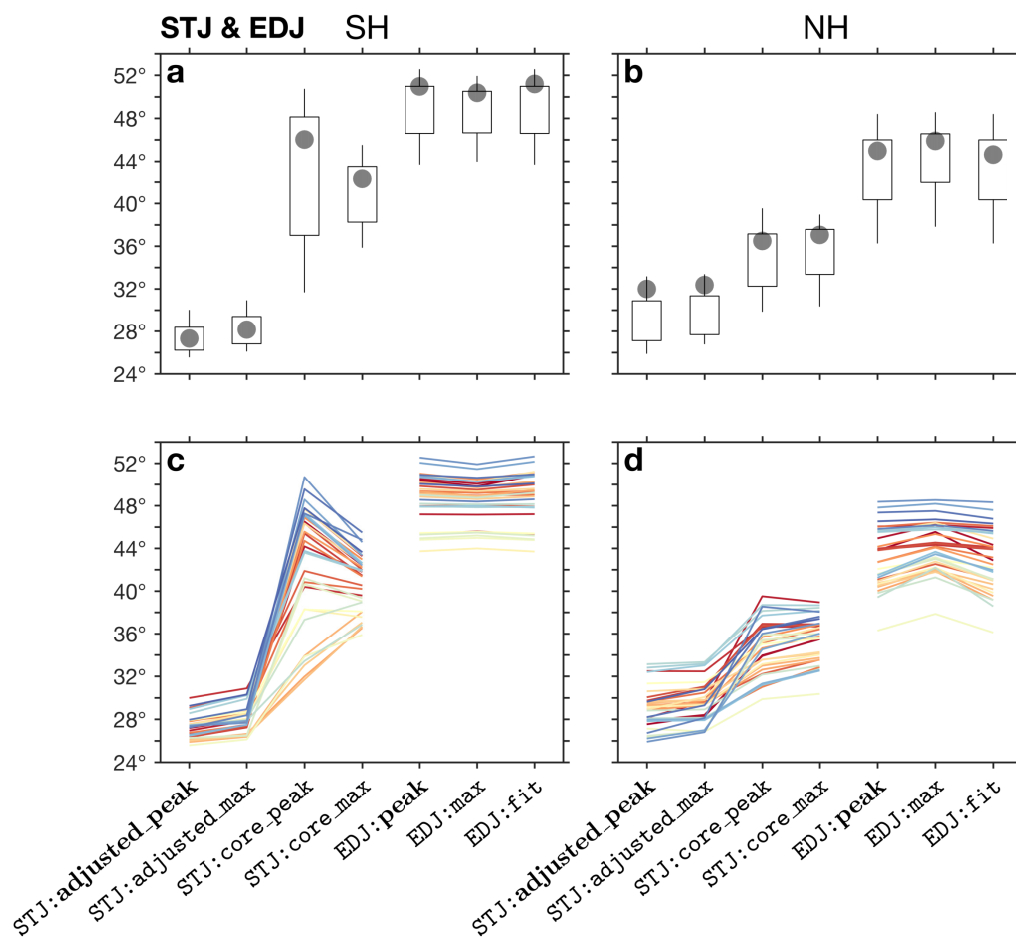 STJ & EDJ SH NH
a
b
52°
48°
44°
40°
36°
32°
28°
24°
c
d
52°
48°
44°
40°
36°
32°
28°
24°
STJ:adjusted_peak
STJ:adjusted_max
STJ:core_peak
STJ:core_max
EDJ:peak
EDJ:max
EDJ:fit
STJ:adjusted_peak
STJ:adjusted_max
STJ:core_peak
STJ:core_max
EDJ:peak
EDJ:max
EDJ:fit